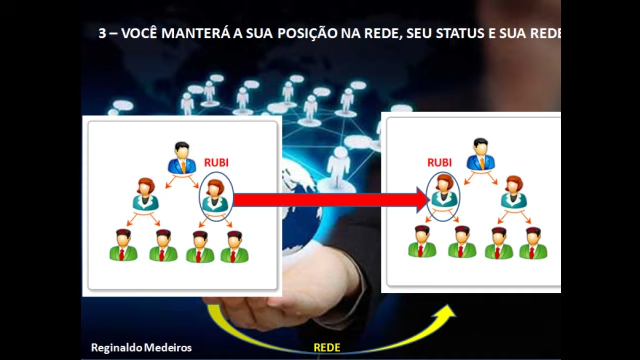 3 – VOCÊ MANTERÁ A SUA POSIÇÃO NA REDE, SEU STATUS E SUA REDE
RUBI
RUBI
Reginaldo Medeiros
REDE